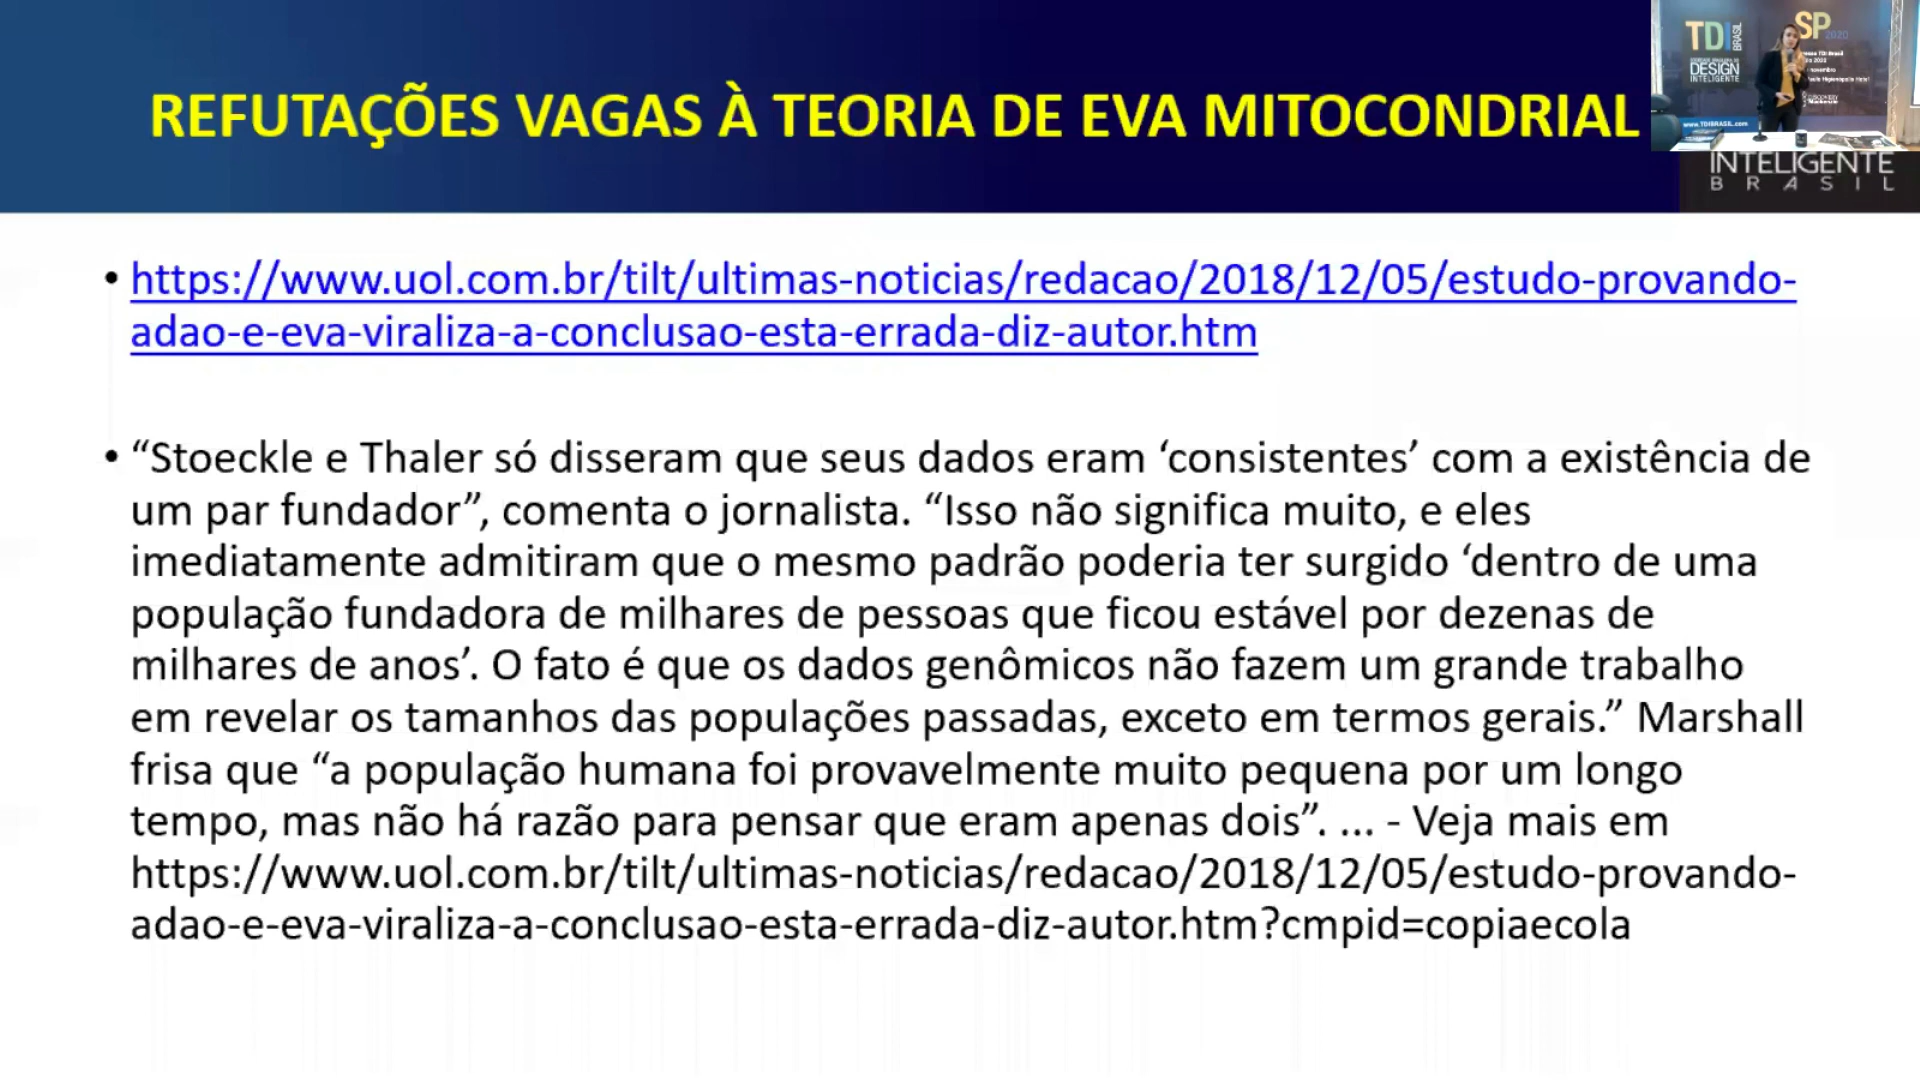 REFUTAÇÕES VAGAS À TEORIA DE EVA MITOCONDRIAL
TDI
BRASIL
DESIGN
INTELIGENTE
SP
2020
www.TDIBRASIL.com
INTELIGENTE
BRASIL
• https://www.uol.com.br/tilt/ultimas-noticias/redacao/2018/12/05/estudo-provando-
adao-e-eva-viraliza-a-conclusao-esta-errada-diz-autor.htm
• “Stoeckle e Thaler só disseram que seus dados eram ‘consistentes’ com a existência de
um par fundador”, comenta o jornalista. “Isso não significa muito, e eles
imediatamente admitiram que o mesmo padrão poderia ter surgido ‘dentro de uma
população fundadora de milhares de pessoas que ficou estável por dezenas de
milhares de anos’. O fato é que os dados genômicos não fazem um grande trabalho
em revelar os tamanhos das populações passadas, exceto em termos gerais.” Marshall
frisa que “a população humana foi provavelmente muito pequena por um longo
tempo, mas não há razão para pensar que eram apenas dois”. ... - Veja mais em
https://www.uol.com.br/tilt/ultimas-noticias/redacao/2018/12/05/estudo-provando-
adao-e-eva-viraliza-a-conclusao-esta-errada-diz-autor.htm?cmpid=copiaecola